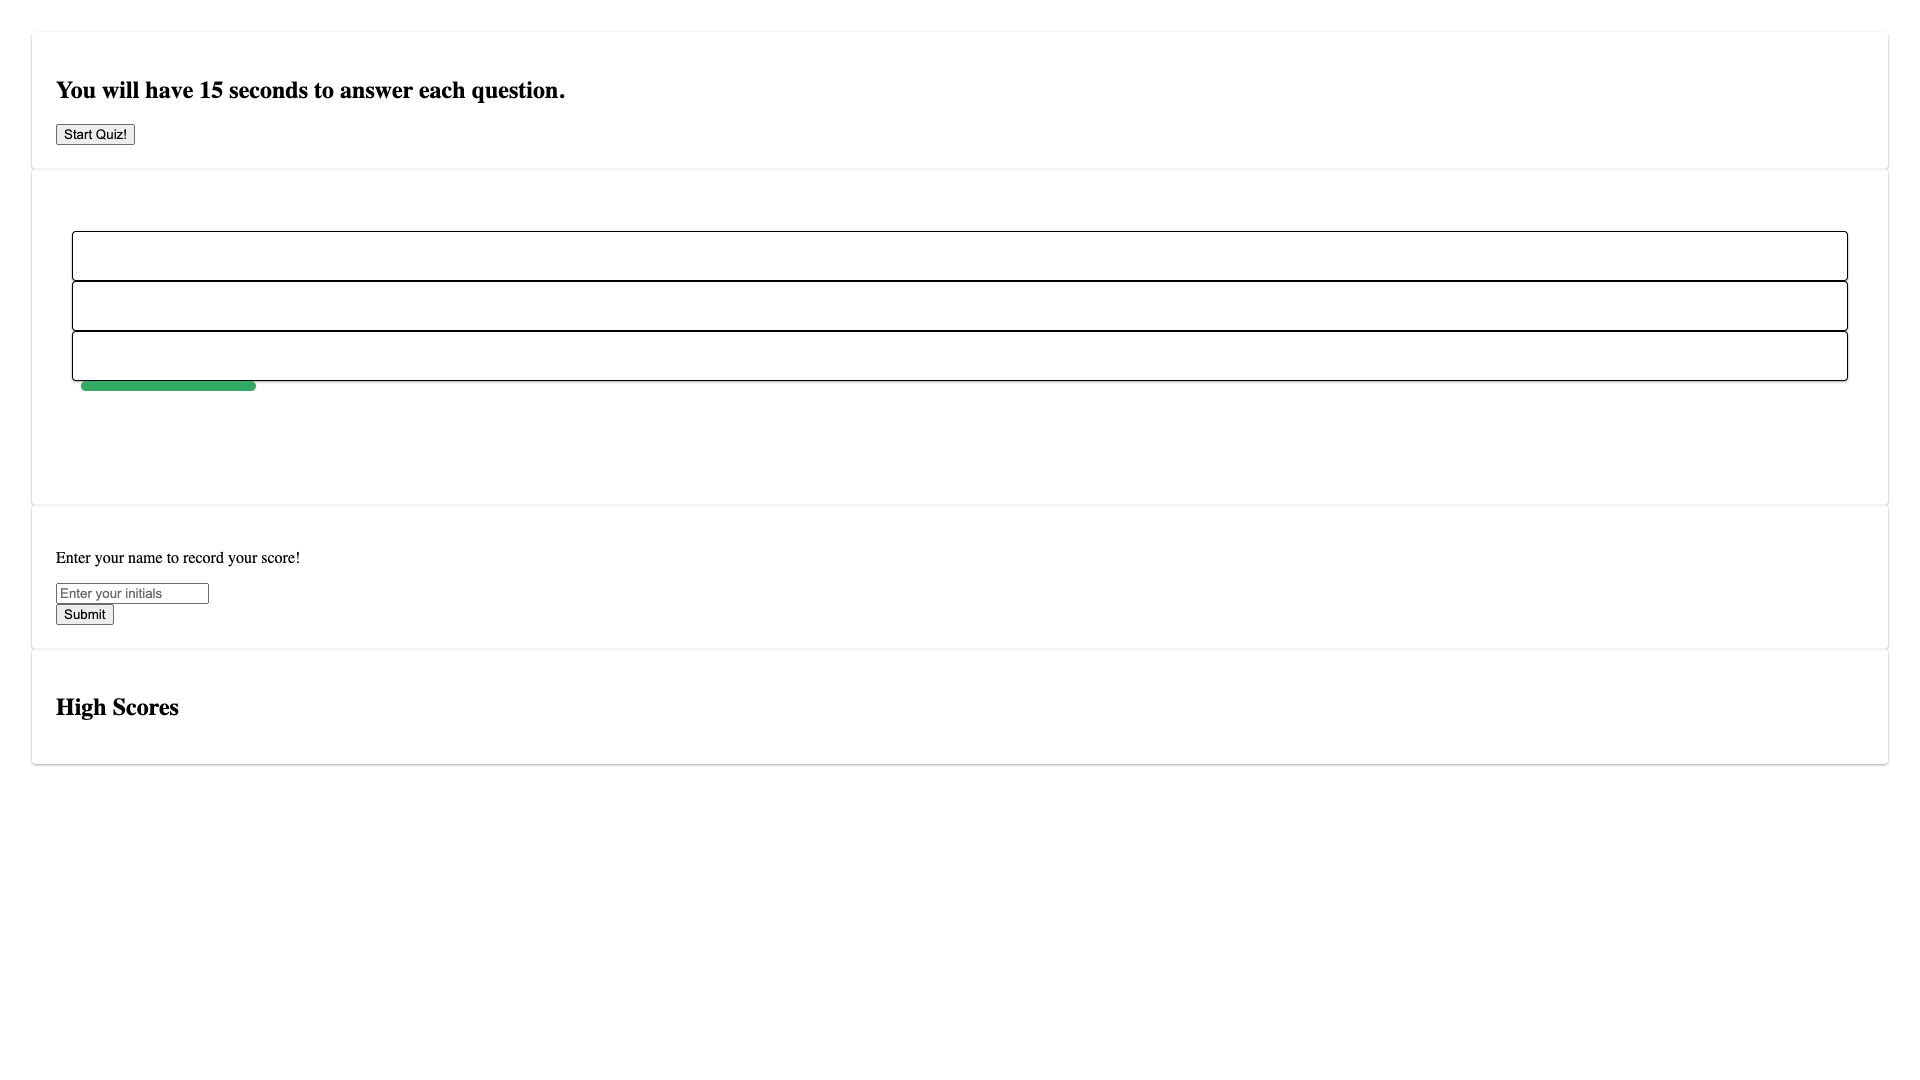 You will have 15 seconds to answer each question.
Start Quiz!
Enter your name to record your score!
Enter your initials
Submit
High Scores